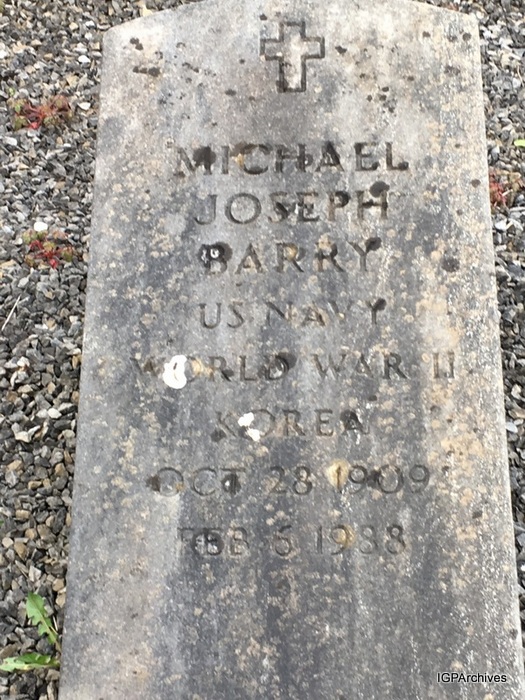 MICHAEL
JOSEPH
BARRY
US NAVY
WORLD WAR II
KOREA
OCT 28 1909
FEB 6 1988
IGPArchives